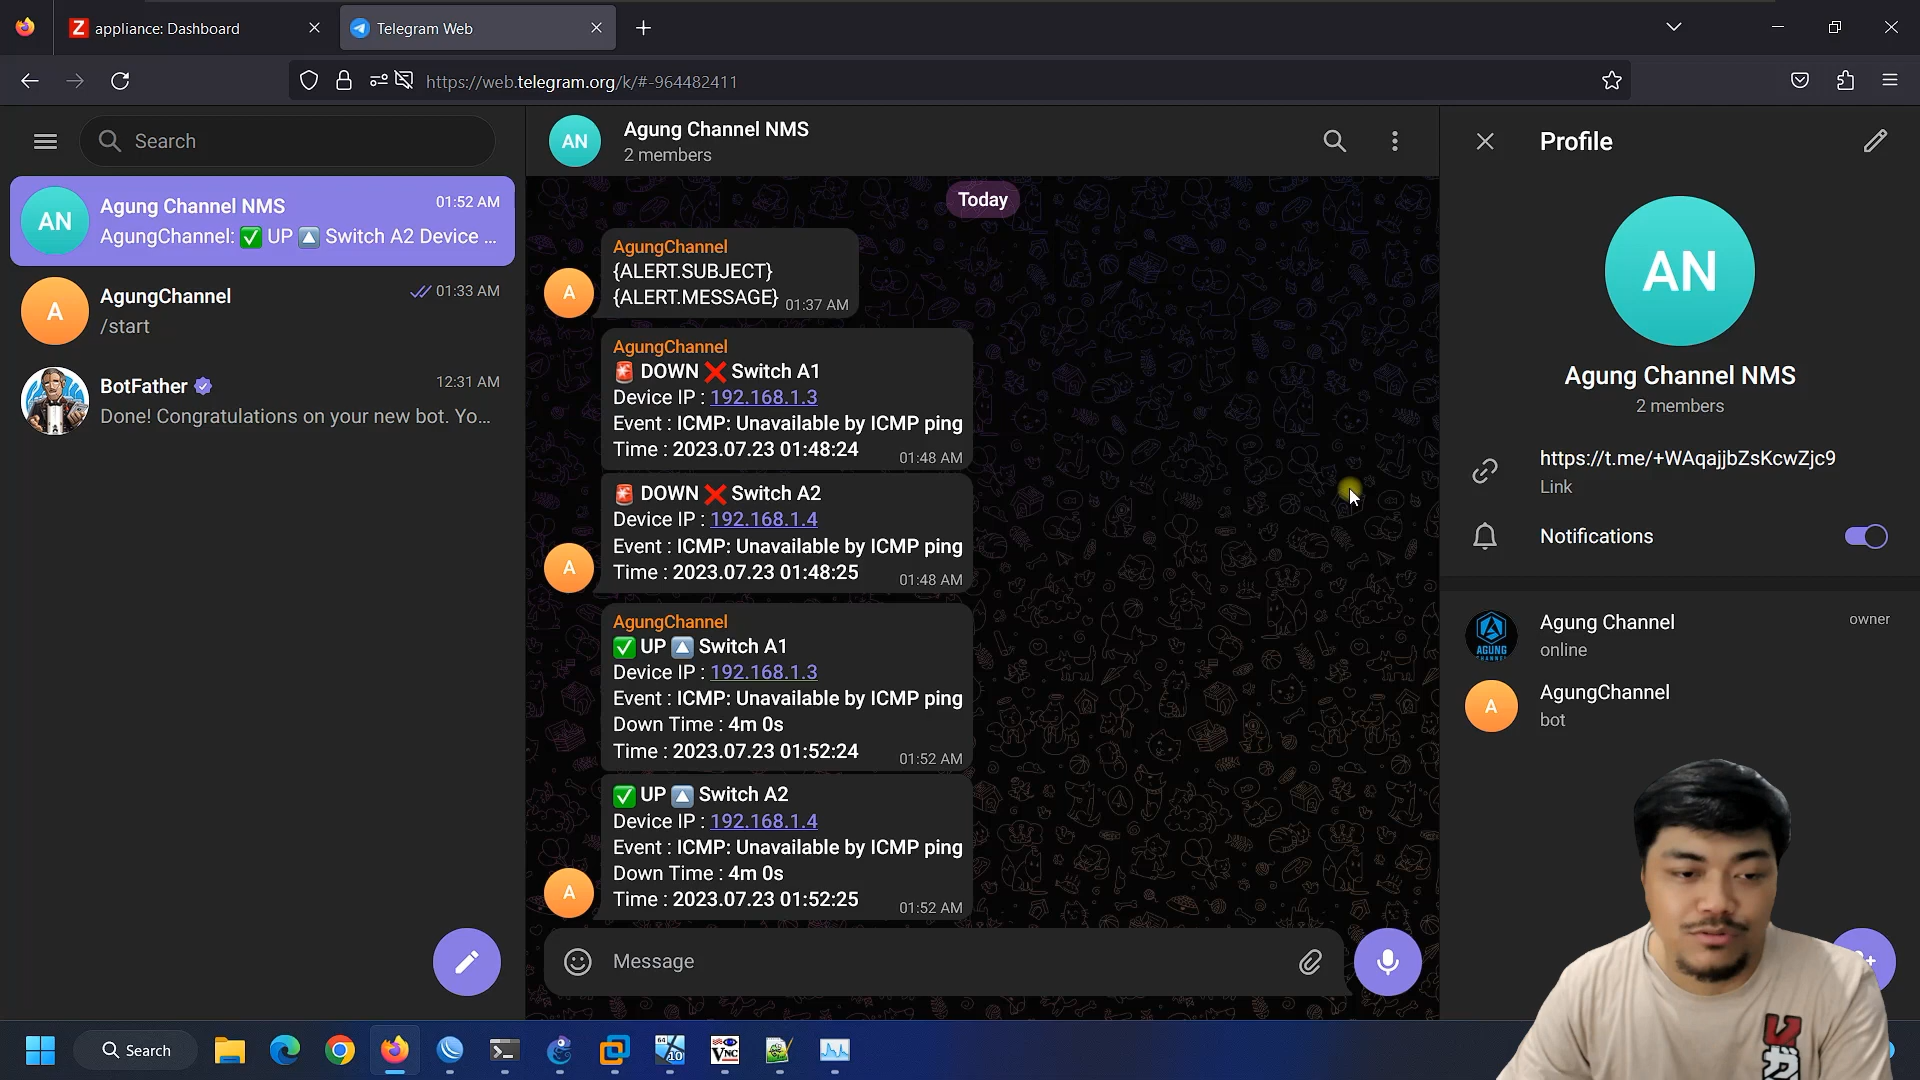 Z appliance: Dashboard
Telegram Web
https://web.telegram.org/k/#-964482411
Search
AN
Agung Channel NMS
01:52 AM
AgungChannel: ✅ UP 🔼 Switch A2 Device ...
A
AgungChannel
01:33 AM
/start
BotFather
12:31 AM
Done! Congratulations on your new bot. Yo...
AN
Agung Channel NMS
2 members
Today
AgungChannel
{ALERT.SUBJECT}
{ALERT.MESSAGE} 01:37 AM
A
AgungChannel
🚨 DOWN ❌ Switch A1
Device IP : 192.168.1.3
Event : ICMP: Unavailable by ICMP ping
Time : 2023.07.23 01:48:24 01:48 AM
🚨 DOWN ❌ Switch A2
Device IP : 192.168.1.4
Event : ICMP: Unavailable by ICMP ping
Time : 2023.07.23 01:48:25 01:48 AM
A
AgungChannel
✅ UP 🔼 Switch A1
Device IP : 192.168.1.3
Event : ICMP: Unavailable by ICMP ping
Down Time : 4m 0s
Time : 2023.07.23 01:52:24 01:52 AM
✅ UP 🔼 Switch A2
Device IP : 192.168.1.4
Event : ICMP: Unavailable by ICMP ping
Down Time : 4m 0s
Time : 2023.07.23 01:52:25 01:52 AM
A
Message
Profile
AN
Agung Channel NMS
2 members
https://t.me/+WAqajjbZsKcwZjc9
Link
Notifications
AGUNG
Agung Channel
owner
online
A
AgungChannel
bot
Search
64
10
VNC